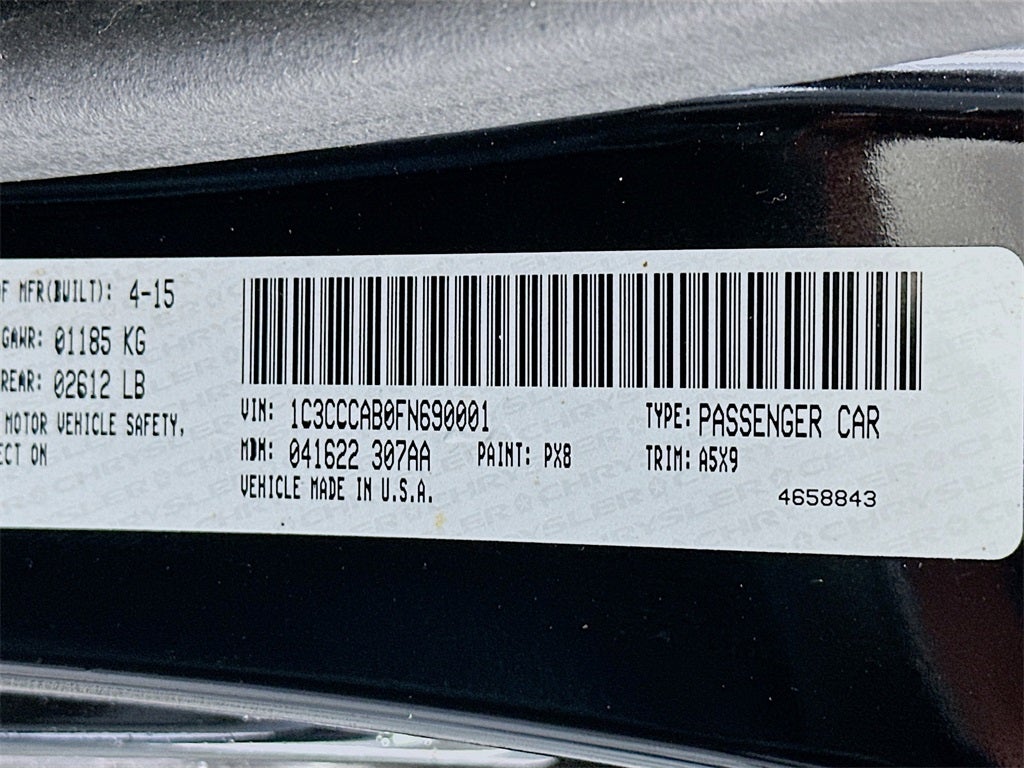 OF MFR(BUILT): 4-15
GAWR: 01185 KG
REAR: 02612 LB
MOTOR VEHICLE SAFETY,
ECT ON
VIN: 1C3CCCAB0FN690001
TYPE: PASSENGER CAR
MDH: 041622 307AA
PAINT: PX8
TRIM: A5X9
VEHICLE MADE IN U.S.A.
4658843